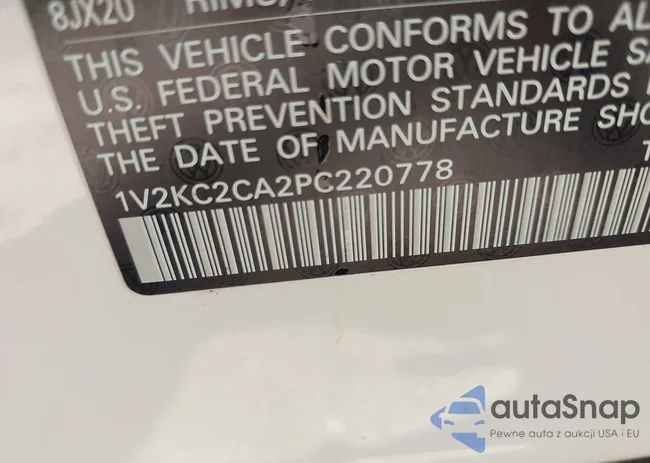 8JX20
THIS VEHICLE CONFORMS TO AL
U.S. FEDERAL MOTOR VEHICLE SA
THEFT PREVENTION STANDARDS
THE DATE OF MANUFACTURE SHO
1V2KC2CA2PC220778
autaSnap
Pewne auta z aukcji USA i EU